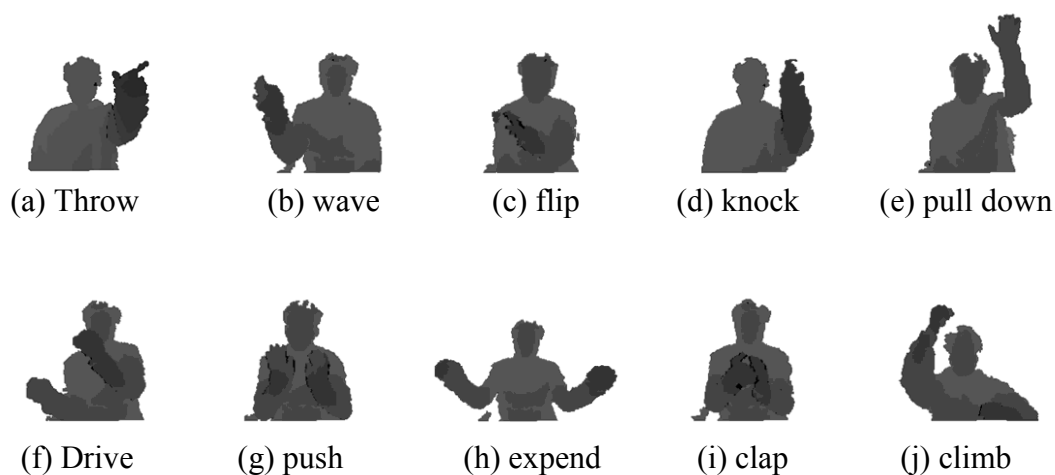 (a) Throw (b) wave (c) flip (d) knock (e) pull down
(f) Drive (g) push (h) expend (i) clap (j) climb